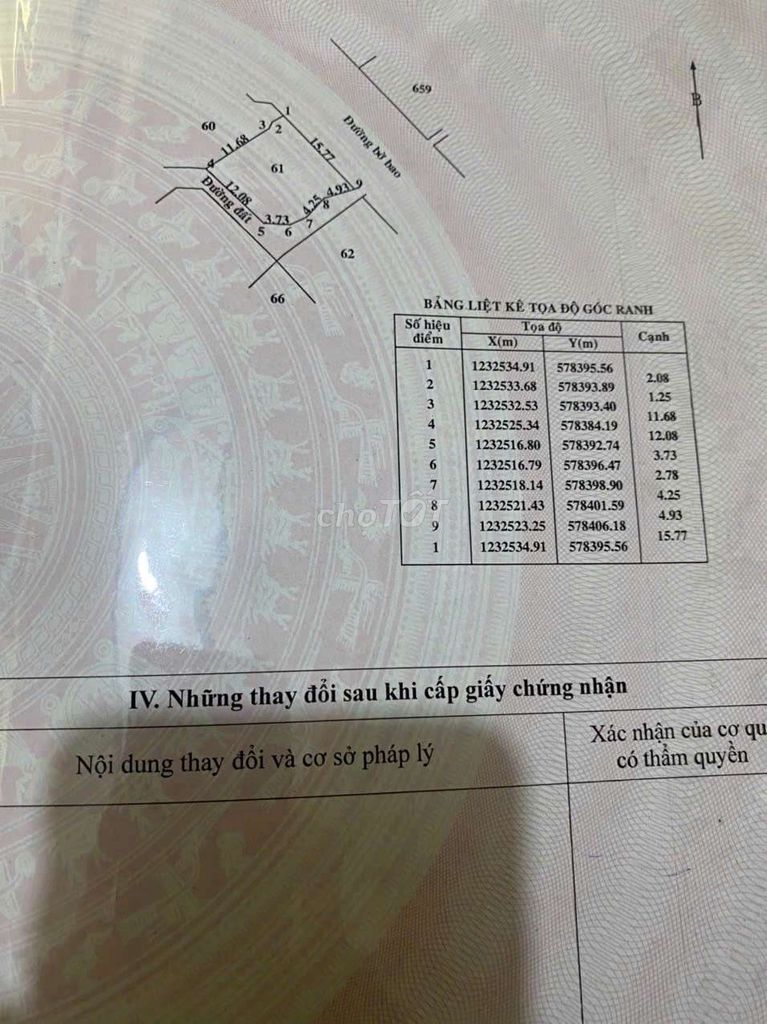 659
B
60
1
3
2
Đường bờ bao
11.68
15.77
4
61
12.08
4.93
9
4.25
8
Đường đất
3.73
7
5
6
62
66
BẢNG LIỆT KÊ TỌA ĐỘ GÓC RANH
Số hiệu điểm Tọa độ Cạnh
X(m) Y(m)
1 1232534.91 578395.56
2.08
2 1232533.68 578393.89
1.25
3 1232532.53 578393.40
11.68
4 1232525.34 578384.19
12.08
5 1232516.80 578392.74
3.73
6 1232516.79 578396.47
2.78
7 1232518.14 578398.90
4.25
8 1232521.43 578401.59
4.93
9 1232523.25 578406.18
15.77
1 1232534.91 578395.56
choTỐT
IV. Những thay đổi sau khi cấp giấy chứng nhận
Nội dung thay đổi và cơ sở pháp lý
Xác nhận của cơ qu
có thẩm quyền